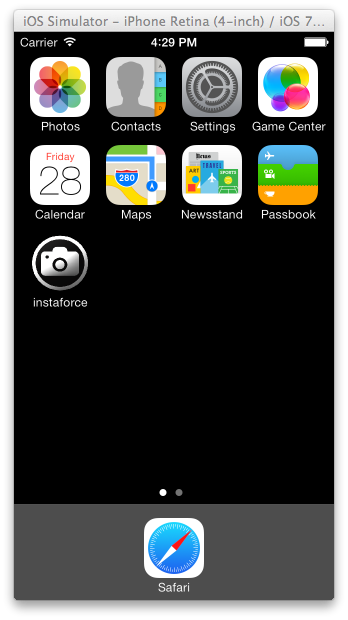 iOS Simulator – iPhone Retina (4-inch) / iOS 7...
Carrier 4:29 PM
Photos Contacts Settings Game Center
Friday
28
280
News
TRAVEL
ART
SPORTS
Calendar Maps Newsstand Passbook
instaforce
Safari